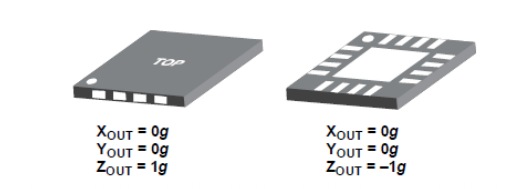 TOP
XOUT = 0g
YOUT = 0g
ZOUT = 1g
XOUT = 0g
YOUT = 0g
ZOUT = –1g